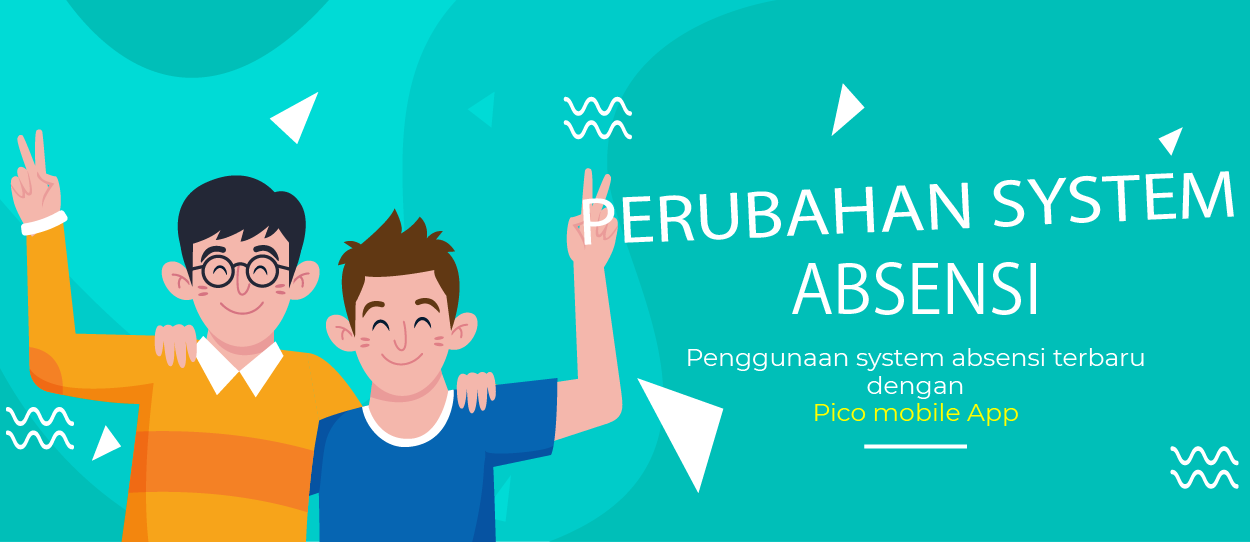 PERUBAHAN SYSTEM
ABSENSI
Penggunaan system absensi terbaru
dengan
Pico mobile App